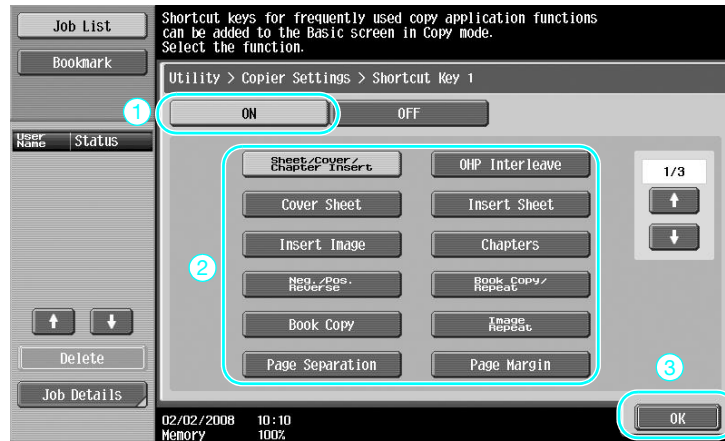 Job List
Bookmark
User
Name
Status
Delete
Job Details
Shortcut keys for frequently used copy application functions
can be added to the Basic screen in Copy mode.
Select the function.
Utility > Copier Settings > Shortcut Key 1
1
ON
OFF
2
Sheet/Cover/
Chapter Insert
OHP Interleave
Cover Sheet
Insert Sheet
Insert Image
Chapters
Neg./Pos.
Reverse
Book Copy/
Repeat
Book Copy
Image
Repeat
Page Separation
Page Margin
1/3
3
OK
02/02/2008 10:10
Memory 100%